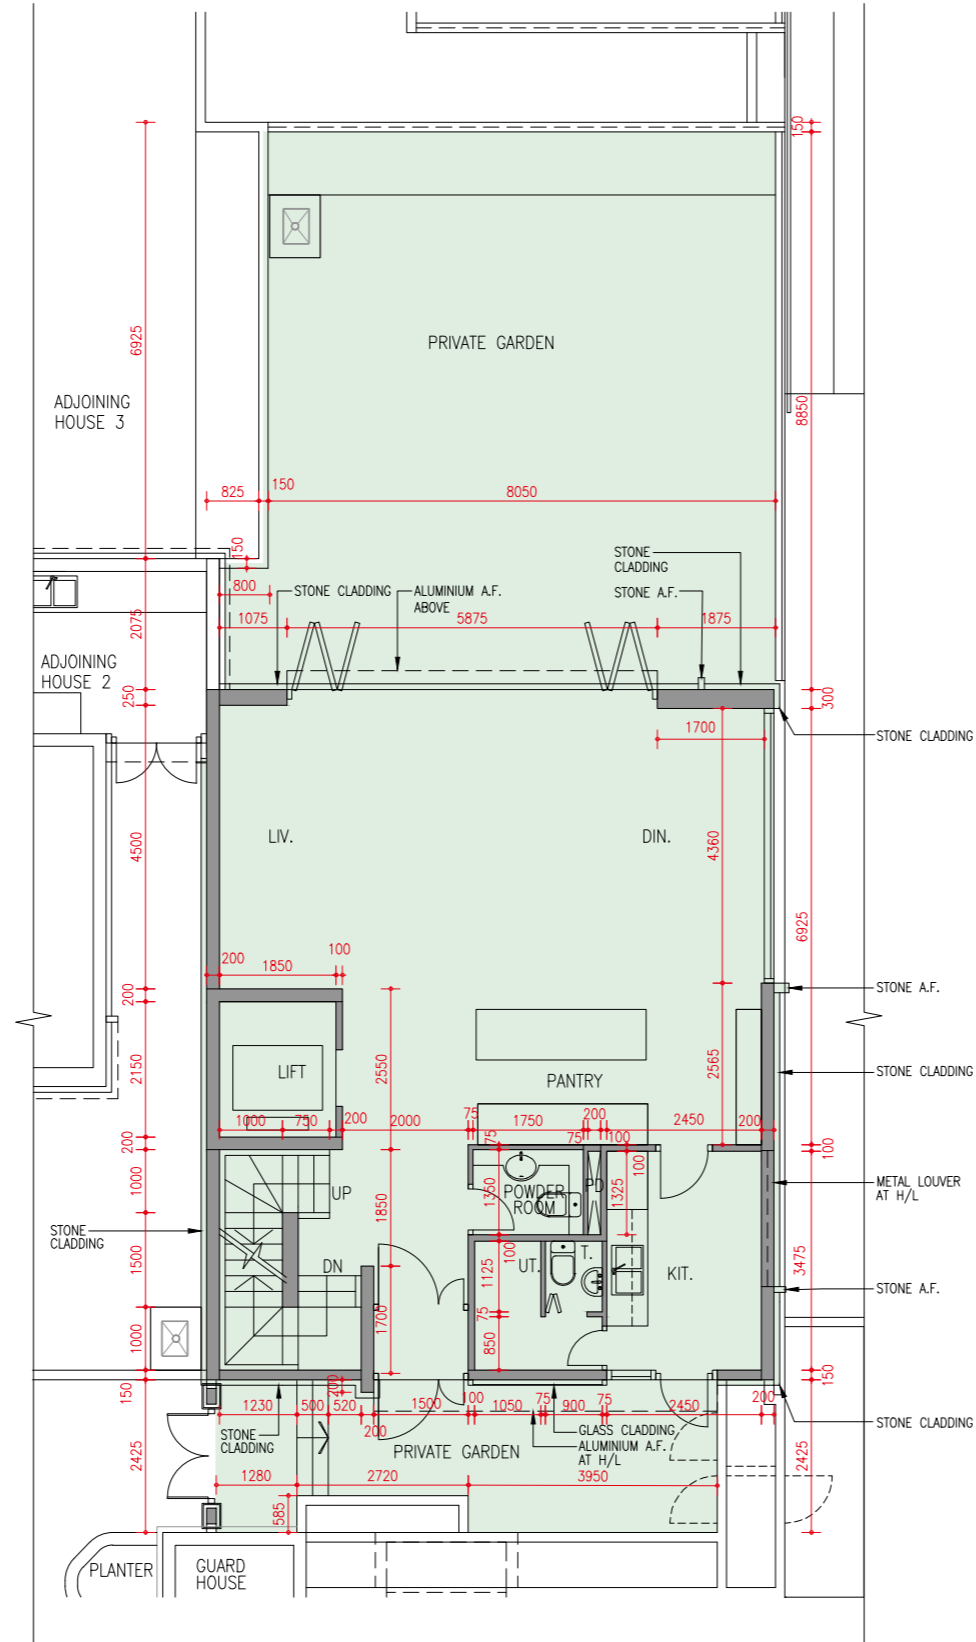 150
6925
PRIVATE GARDEN
ADJOINING
HOUSE 3
8850
825
150
8050
150
STONE
CLADDING
800
STONE CLADDING
ALUMINIUM A.F.
ABOVE
STONE A.F.
2075
1075
5875
1875
ADJOINING
HOUSE 2
250
300
1700
STONE CLADDING
LIV.
DIN.
4500
4360
6925
200
1850
100
200
STONE A.F.
LIFT
2150
2550
PANTRY
2565
STONE CLADDING
1000
750
200
2000
75
1750
200
2450
200
200
75
75
100
100
1000
UP
1850
1350
POWDER
ROOM
PD
1325
100
METAL LOUVER
AT H/L
STONE
CLADDING
1500
DN
100
UT.
T.
KIT.
3475
1125
STONE A.F.
1000
1700
75
850
150
200
150
1230
500
520
200
1500
100
1050
75
900
75
2450
200
2425
STONE
CLADDING
PRIVATE GARDEN
GLASS CLADDING
ALUMINIUM A.F.
AT H/L
STONE CLADDING
2425
1280
2720
3950
585
PLANTER
GUARD
HOUSE